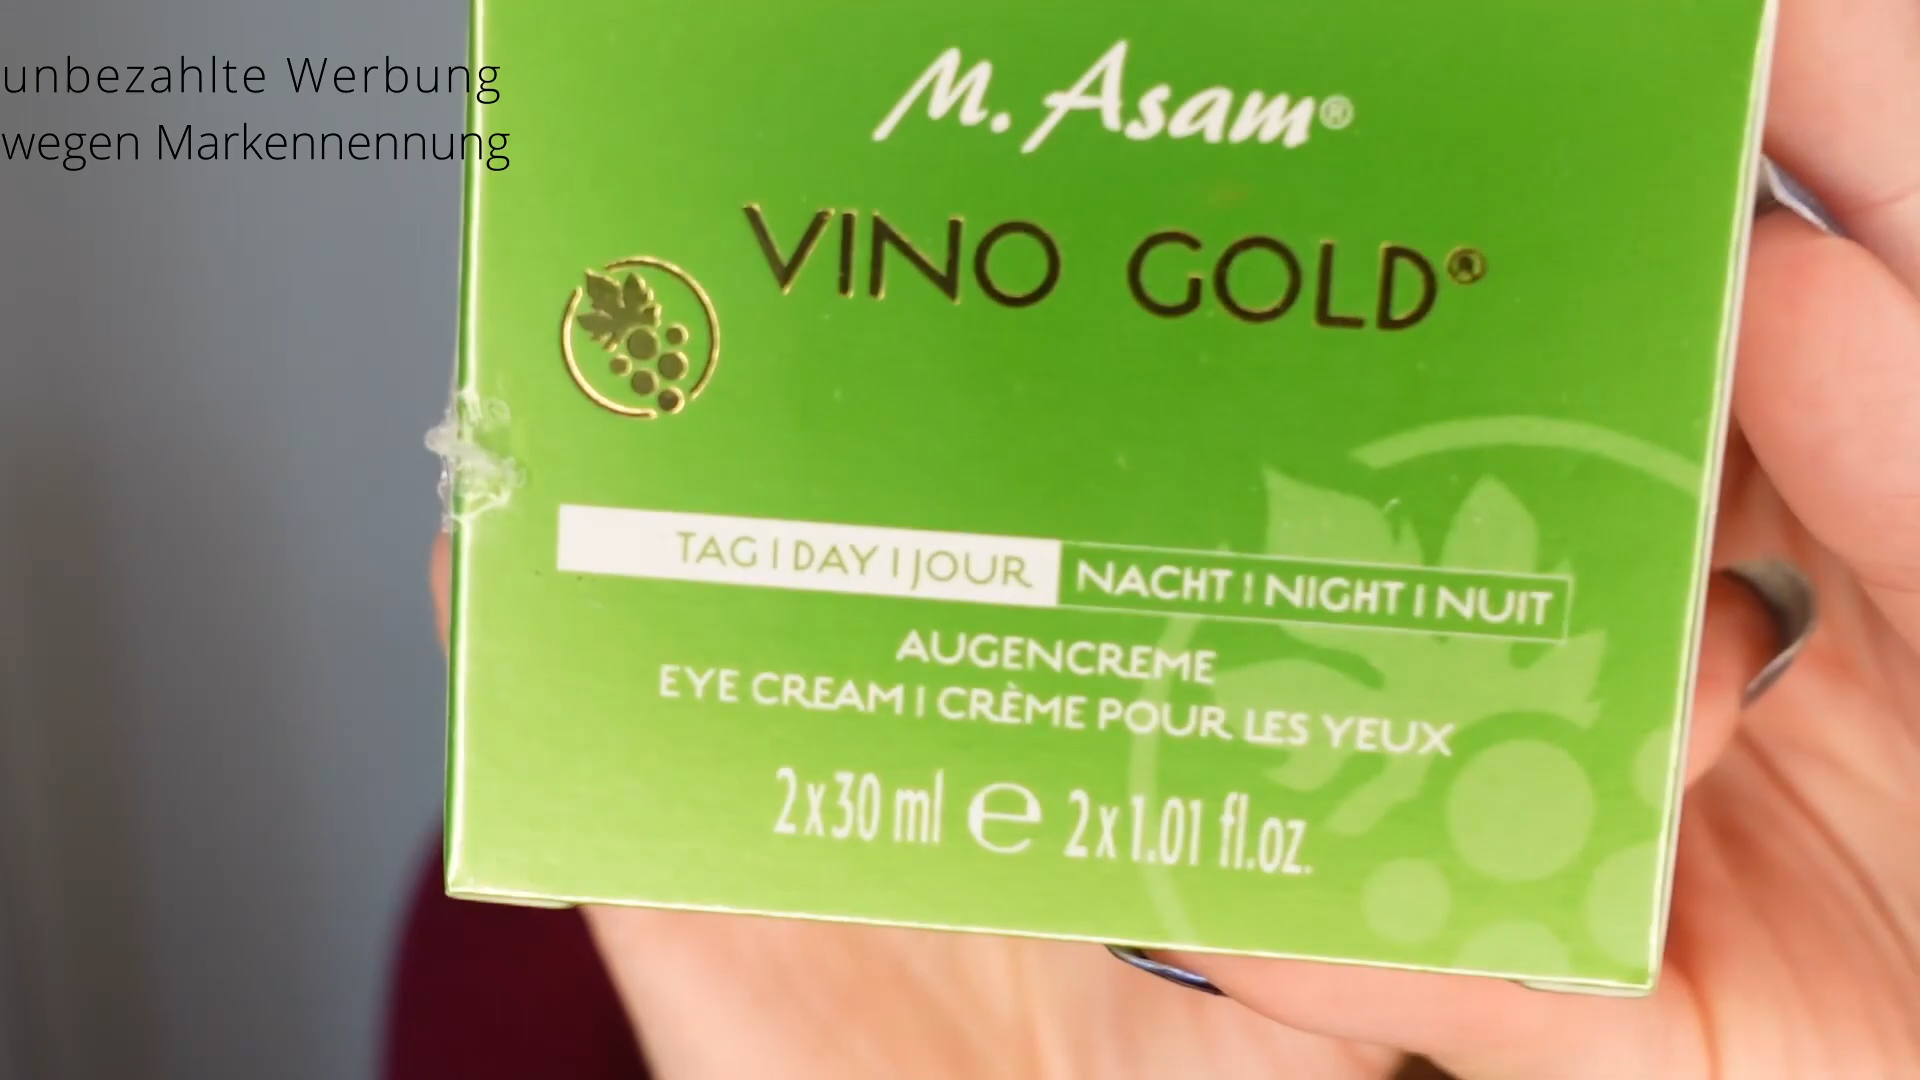 unbezahlte Werbung
wegen Markennennung
M. Asam®
VINO GOLD®
TAG | DAY | JOUR NACHT | NIGHT | NUIT
AUGENCREME
EYE CREAM | CRÈME POUR LES YEUX
2x30 ml ℮ 2x1.01 fl.oz.